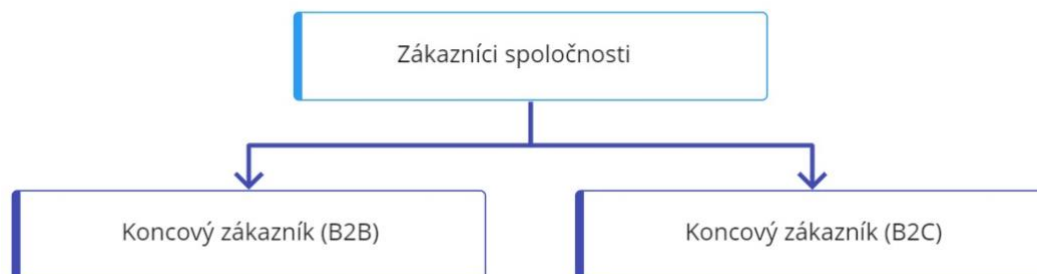 Zákazníci spoločnosti
Koncový zákazník (B2B)
Koncový zákazník (B2C)